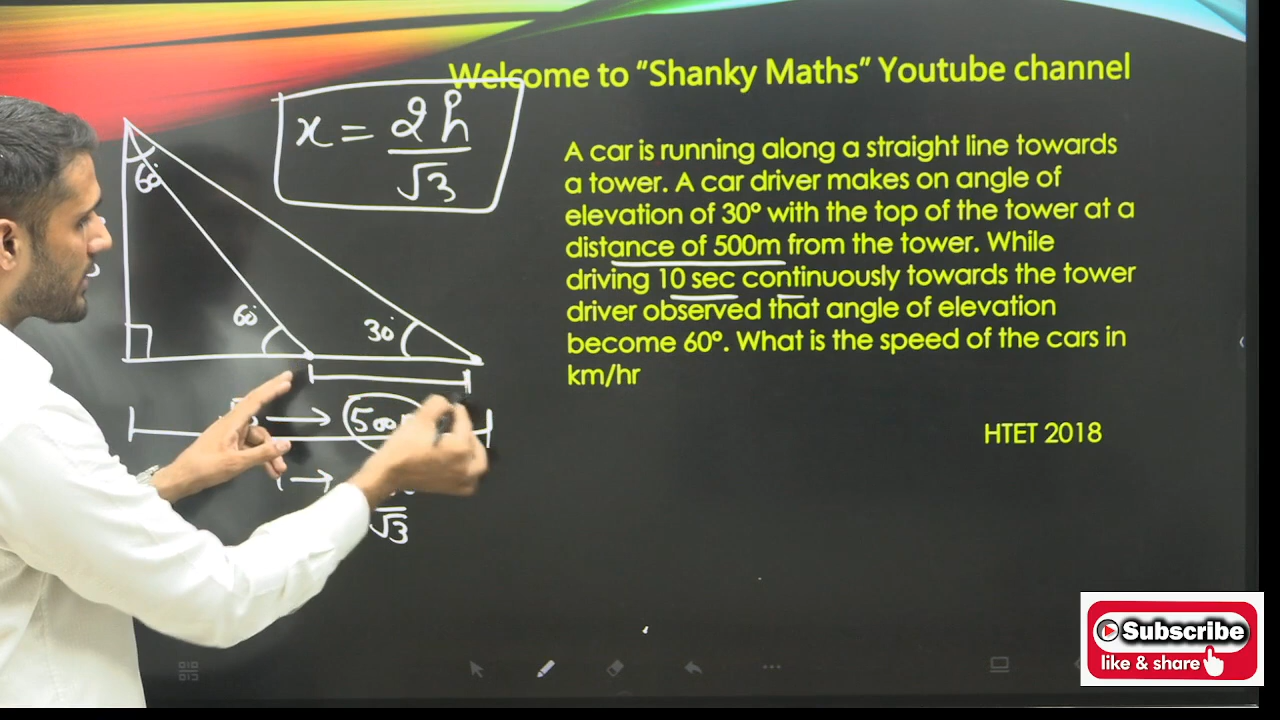 Welcome to “Shanky Maths” Youtube channel
x = 2h/√3
A car is running along a straight line towards
a tower. A car driver makes on angle of
elevation of 30° with the top of the tower at a
distance of 500m from the tower. While
driving 10 sec continuously towards the tower
driver observed that angle of elevation
become 60°. What is the speed of the cars in
km/hr
HTET 2018
60
60°
30°
→ 500
1 →
√3
Subscribe
like & share